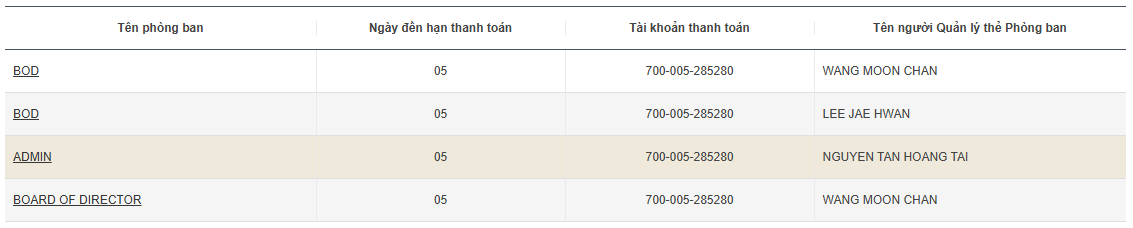 Tên phòng ban Ngày đến hạn thanh toán Tài khoản thanh toán Tên người Quản lý thẻ Phòng ban
BOD 05 700-005-285280 WANG MOON CHAN
BOD 05 700-005-285280 LEE JAE HWAN
ADMIN 05 700-005-285280 NGUYEN TAN HOANG TAI
BOARD OF DIRECTOR 05 700-005-285280 WANG MOON CHAN